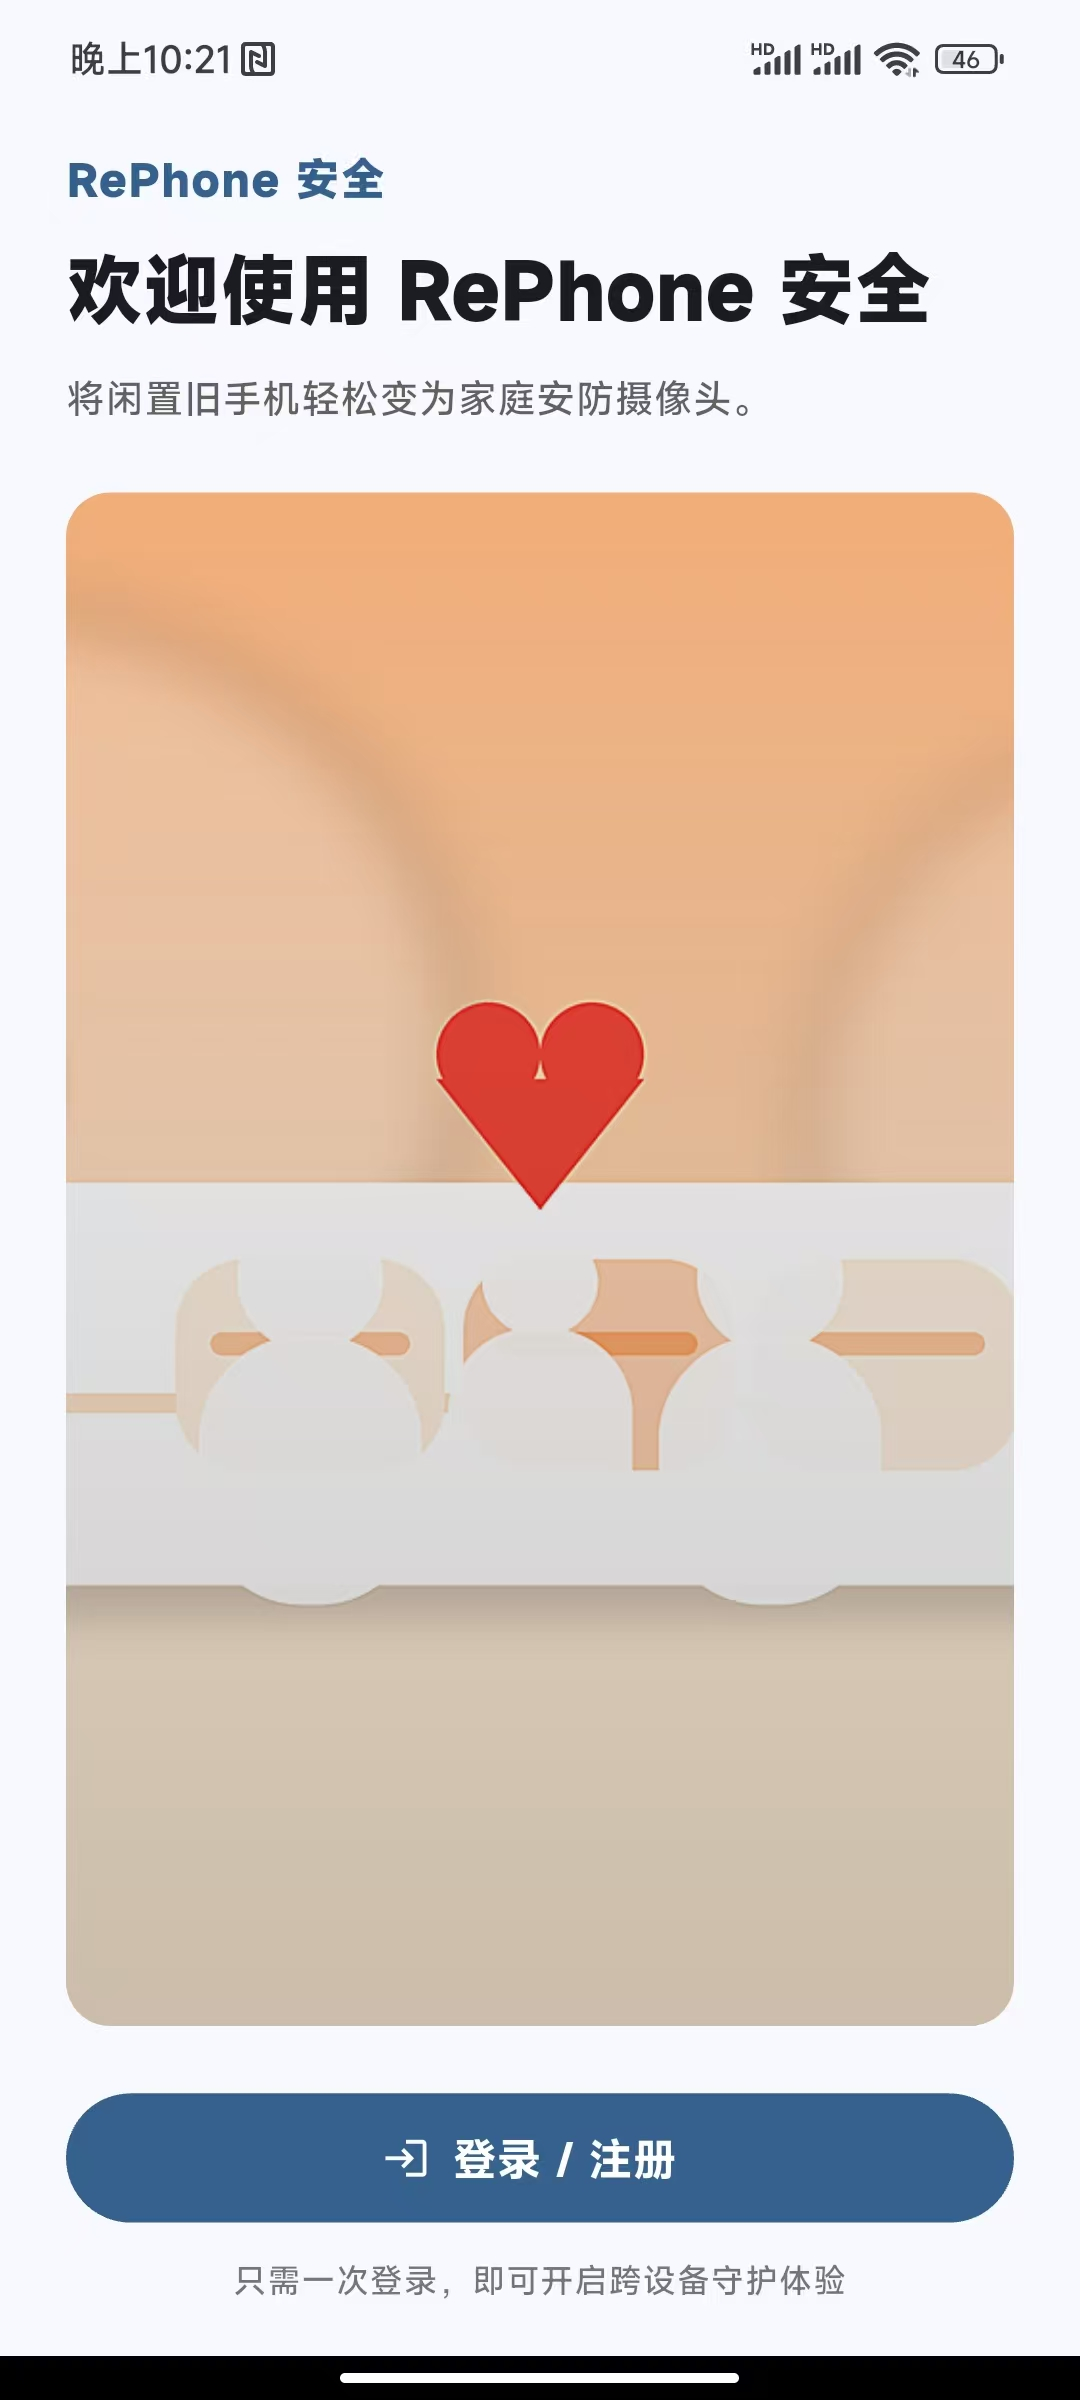 晚上10:21
HD HD 46
RePhone 安全
欢迎使用 RePhone 安全
将闲置旧手机轻松变为家庭安防摄像头。
登录 / 注册
只需一次登录，即可开启跨设备守护体验